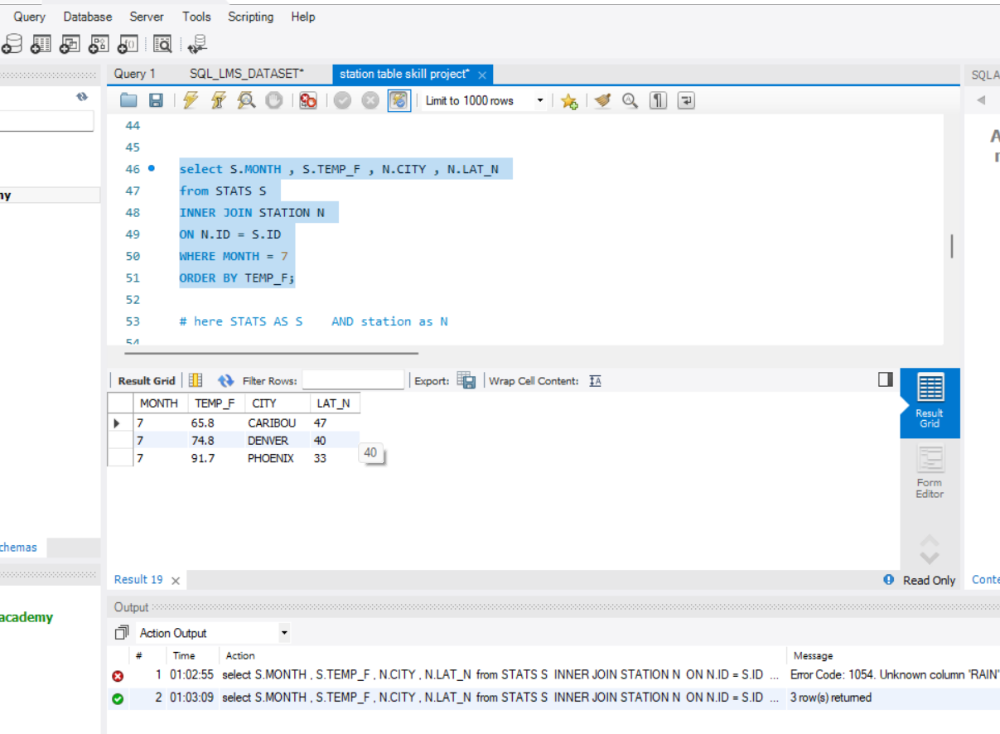 Query Database Server Tools Scripting Help
Query 1 SQL_LMS_DATASET* station table skill project* SQLA
Limit to 1000 rows
44
45
46 select S.MONTH , S.TEMP_F , N.CITY , N.LAT_N
47 from STATS S
48 INNER JOIN STATION N
49 ON N.ID = S.ID
50 WHERE MONTH = 7
51 ORDER BY TEMP_F;
52
53 # here STATS AS S    AND station as N
54
Result Grid Filter Rows: Export: Wrap Cell Content:
MONTH TEMP_F CITY LAT_N
7 65.8 CARIBOU 47
7 74.8 DENVER 40
7 91.7 PHOENIX 33
40
Result
Grid
Form
Editor
chemas
Result 19 Read Only Conte
Output
academy
Action Output
# Time Action Message
1 01:02:55 select S.MONTH , S.TEMP_F , N.CITY , N.LAT_N from STATS S INNER JOIN STATION N ON N.ID = S.ID ... Error Code: 1054. Unknown column 'RAIN'
2 01:03:09 select S.MONTH , S.TEMP_F , N.CITY , N.LAT_N from STATS S INNER JOIN STATION N ON N.ID = S.ID ... 3 row(s) returned